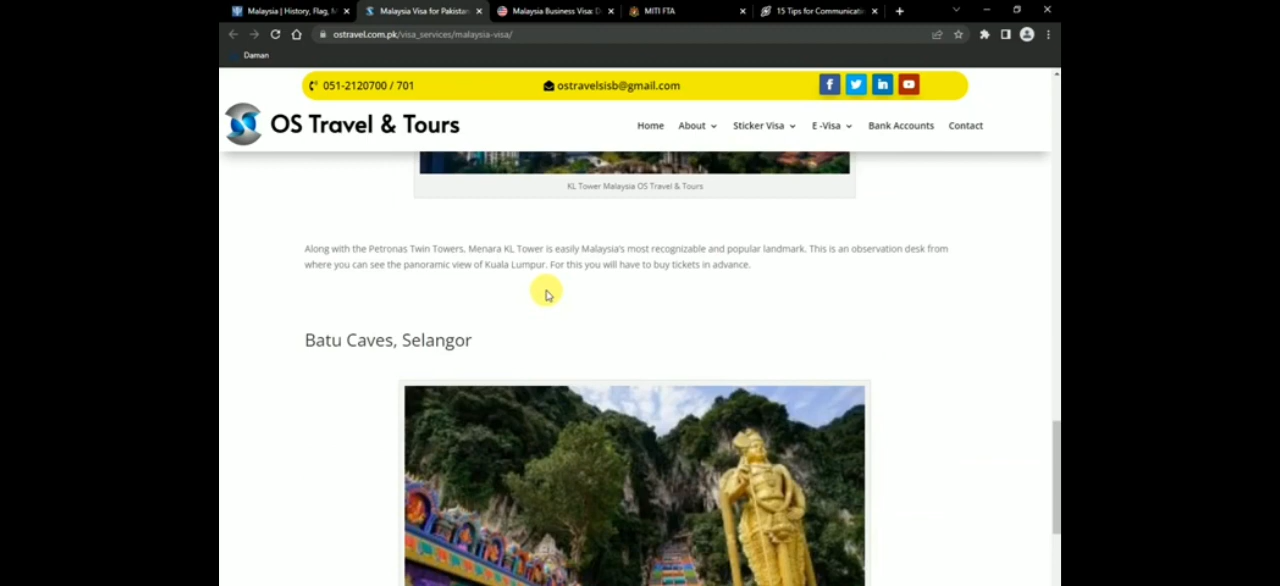 Malaysia | History, Flag, M
Malaysia Visa for Pakistan
Malaysia Business Visa: D
MITI FTA
15 Tips for Communicatio
ostravel.com.pk/visa_services/malaysia-visa/
Daman
051-2120700 / 701
ostravelsisb@gmail.com
OS Travel & Tours
Home
About
Sticker Visa
E -Visa
Bank Accounts
Contact
KL Tower Malaysia OS Travel & Tours
Along with the Petronas Twin Towers, Menara KL Tower is easily Malaysia's most recognizable and popular landmark. This is an observation desk from
where you can see the panoramic view of Kuala Lumpur. For this you will have to buy tickets in advance.
Batu Caves, Selangor